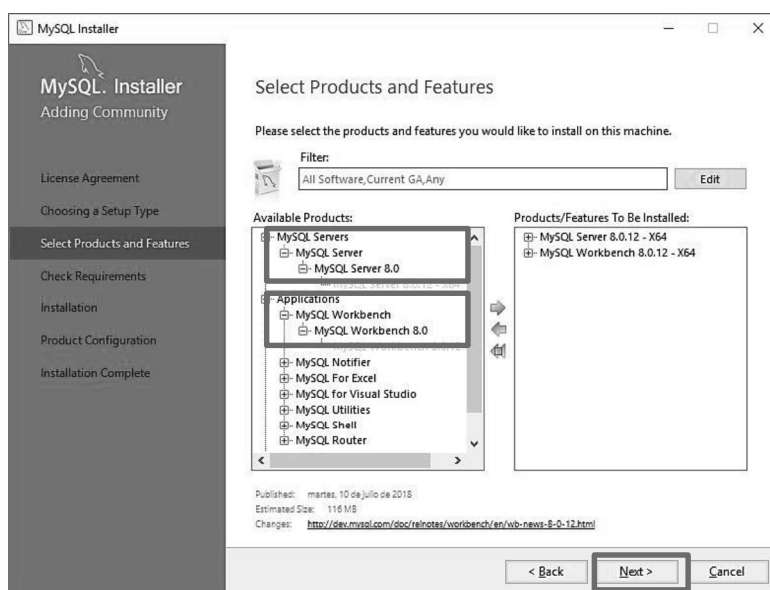 MySQL Installer
MySQL. Installer
Adding Community
License Agreement
Choosing a Setup Type
Select Products and Features
Check Requirements
Installation
Product Configuration
Installation Complete
Select Products and Features
Please select the products and features you would like to install on this machine.
Filter:
All Software,Current GA,Any
Edit
Available Products:
MySQL Servers
MySQL Server
MySQL Server 8.0
MySQL Server 8.0.12 - X64
Applications
MySQL Workbench
MySQL Workbench 8.0
MySQL Notifier
MySQL For Excel
MySQL for Visual Studio
MySQL Utilities
MySQL Shell
MySQL Router
Products/Features To Be Installed:
MySQL Server 8.0.12 - X64
MySQL Workbench 8.0.12 - X64
Published: martes, 10 de julio de 2018
Estimated Size: 116 MB
Changes: http://dev.mysql.com/doc/relnotes/workbench/en/wb-news-8-0-12.html
< Back
Next >
Cancel